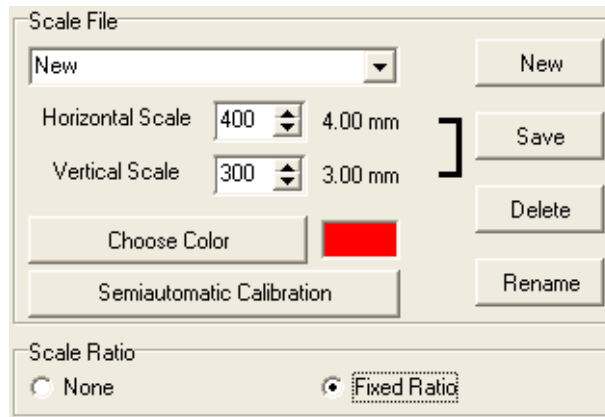 Scale File
New
New
Horizontal Scale 400 4.00 mm
Save
Vertical Scale 300 3.00 mm
Delete
Choose Color
Semiautomatic Calibration
Rename
Scale Ratio
None Fixed Ratio